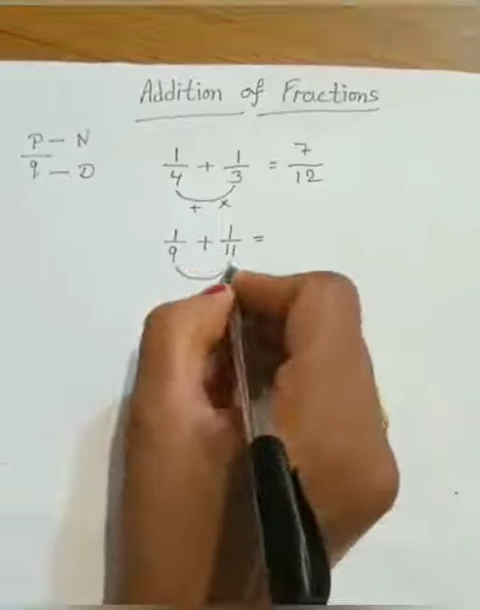 Addition of Fractions
P — N
q — D
1/4 + 1/3 = 7/12
+ ×
1/9 + 1/11 =